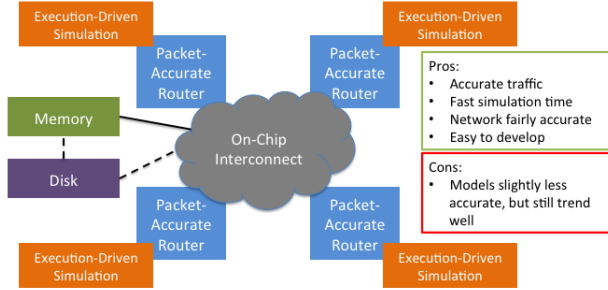 Execution-Driven
Simulation
Packet-
Accurate
Router
Execution-Driven
Simulation
Packet-
Accurate
Router
Memory
Disk
On-Chip
Interconnect
Pros:
• Accurate traffic
• Fast simulation time
• Network fairly accurate
• Easy to develop
Cons:
• Models slightly less
accurate, but still trend
well
Packet-
Accurate
Router
Execution-Driven
Simulation
Packet-
Accurate
Router
Execution-Driven
Simulation